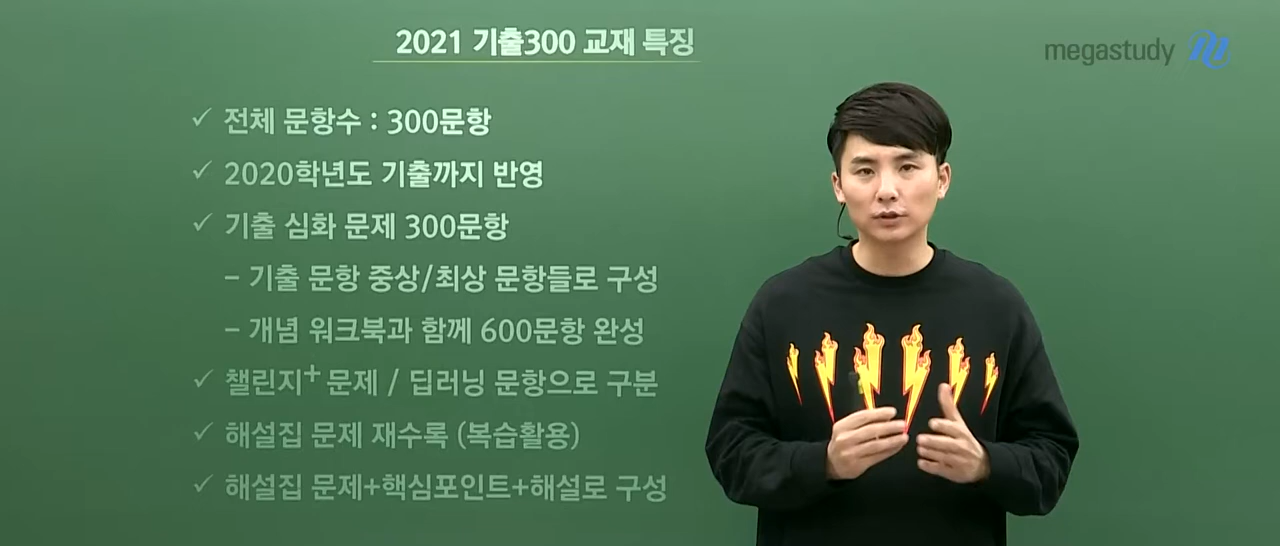 2021 기출300 교재 특징
megastudy
✓ 전체 문항수 : 300문항
✓ 2020학년도 기출까지 반영
✓ 기출 심화 문제 300문항
– 기출 문항 중상/최상 문항들로 구성
– 개념 워크북과 함께 600문항 완성
✓ 챌린지+ 문제 / 딥러닝 문항으로 구분
✓ 해설집 문제 재수록 (복습활용)
✓ 해설집 문제+핵심포인트+해설로 구성